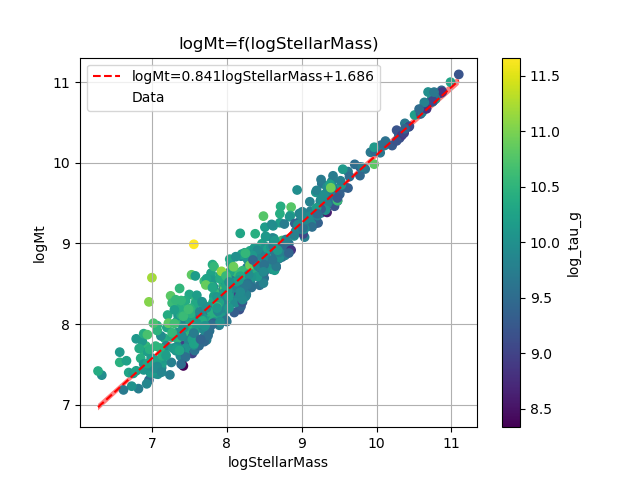 logMt=f(logStellarMass)
logMt=0.841logStellarMass+1.686
Data
11
10
9
8
7
logMt
7
8
9
10
11
logStellarMass
11.5
11.0
10.5
10.0
9.5
9.0
8.5
log_tau_g